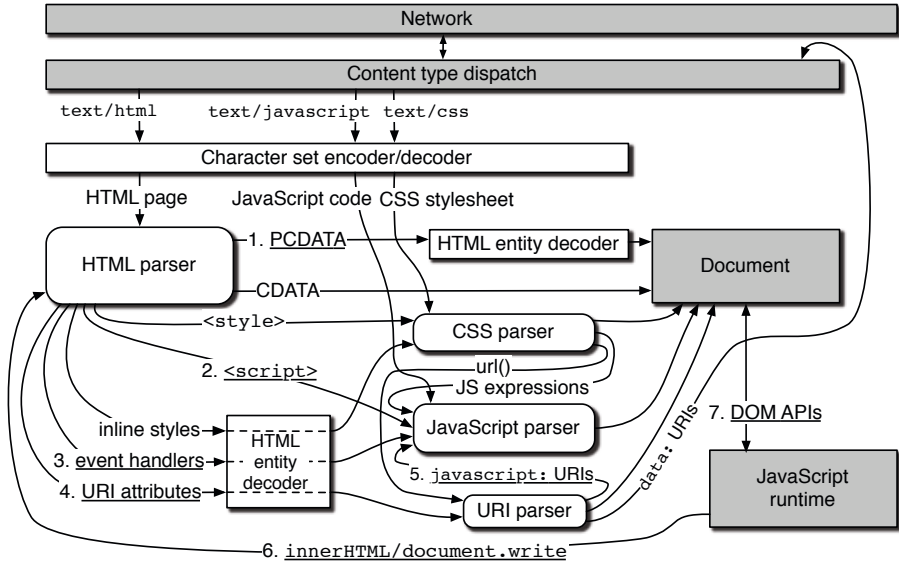 Network
Content type dispatch
text/html
text/javascript
text/css
Character set encoder/decoder
HTML page
JavaScript code
CSS stylesheet
1. PCDATA
HTML entity decoder
HTML parser
Document
CDATA
<style>
CSS parser
url()
2. <script>
JS expressions
inline styles
HTML
entity
decoder
JavaScript parser
7. DOM APIs
data: URIs
3. event handlers
5. javascript: URIs
4. URI attributes
URI parser
JavaScript
runtime
6. innerHTML/document.write